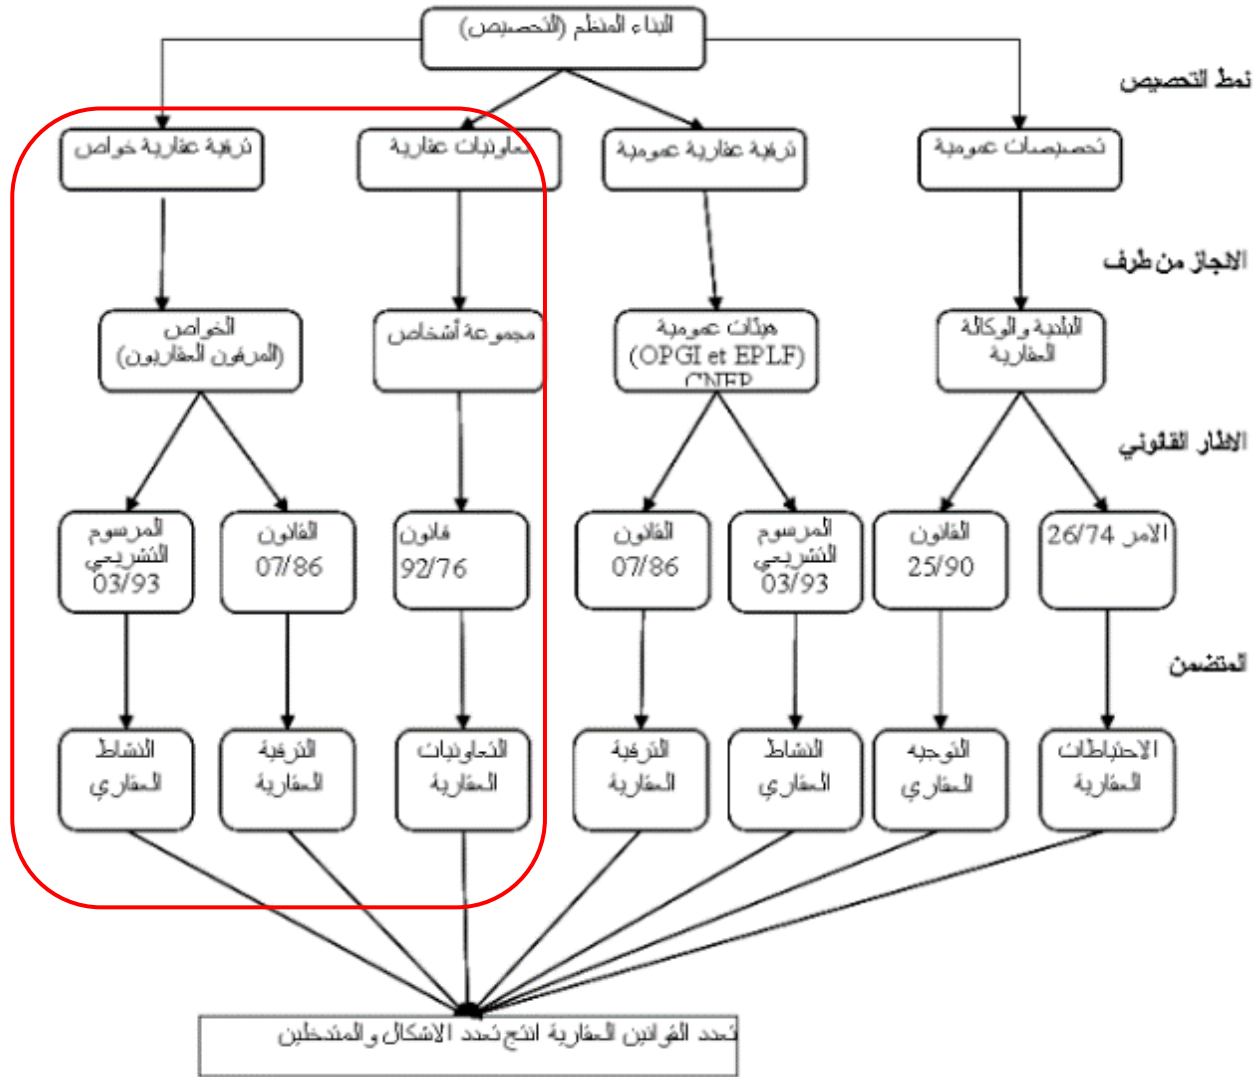 البناء المنظم (التحصيص)
نمط التحصيص
تحصيصات عمومية
ترقية عقارية عمومية
تعاونيات عقارية
ترقية عقارية خواص
الانجاز من طرف
البلدية والوكالة
العقارية
هيئات عمومية
(OPGI et EPLF)
CNEP
مجموعة أشخاص
الخواص
(المرقون العقاريون)
الاطار القانوني
الامر 26/74
القانون
25/90
المرسوم
التشريعي
03/93
القانون
07/86
قانون
92/76
القانون
07/86
المرسوم
التشريعي
03/93
المتضمن
الاحتياطات
العقارية
التوجيه
العقاري
النشاط
العقاري
الترقية
العقارية
التعاونيات
العقارية
الترقية
العقارية
النشاط
العقاري
تعدد القوانين العقارية انتج تعدد الاشكال والمتدخلين